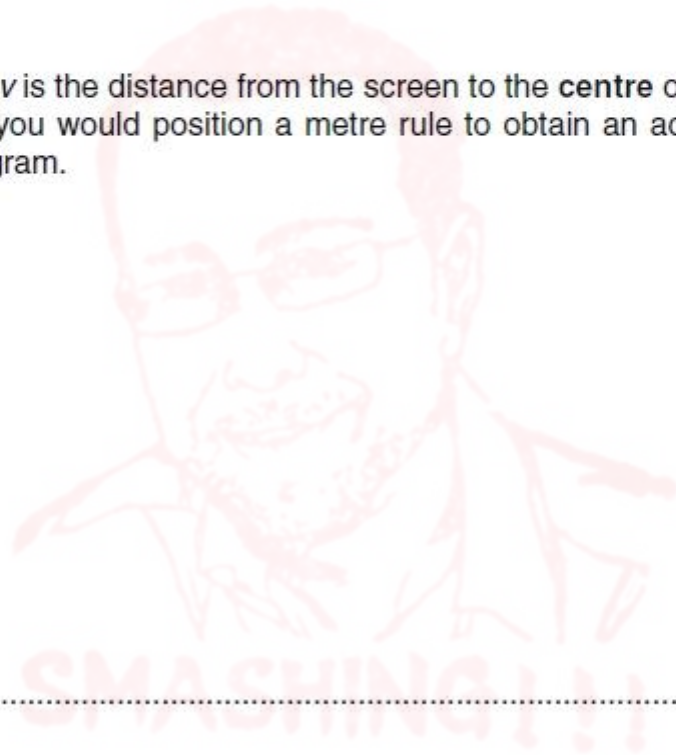 v is the distance from the screen to the centre o
you would position a metre rule to obtain an ac
gram.
SMASHING!!!